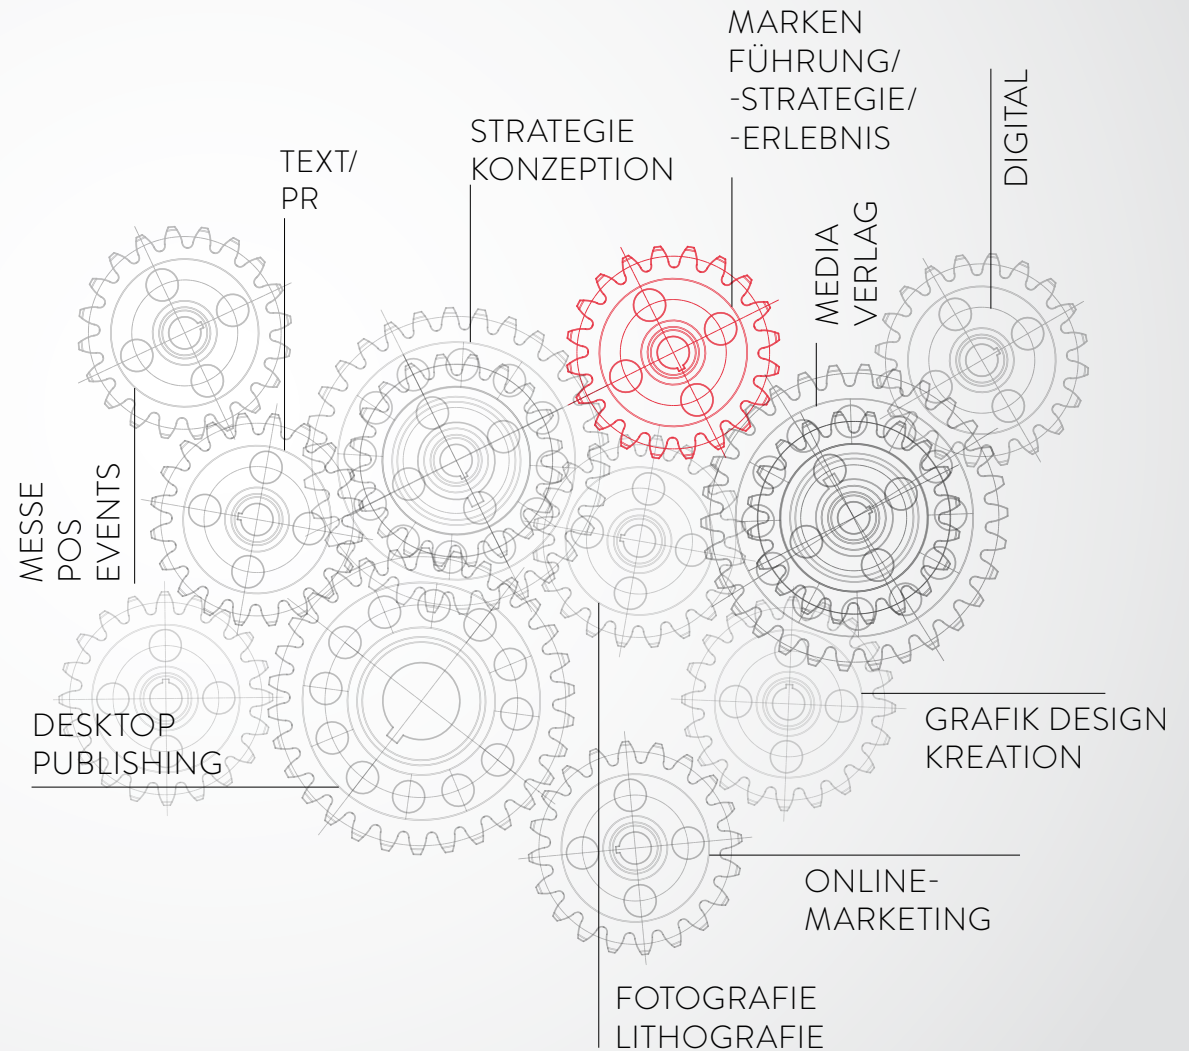 MARKEN
FÜHRUNG/
-STRATEGIE/
-ERLEBNIS
DIGITAL
STRATEGIE
KONZEPTION
TEXT/
PR
MEDIA
VERLAG
MESSE
POS
EVENTS
DESKTOP
PUBLISHING
GRAFIK DESIGN
KREATION
ONLINE-
MARKETING
FOTOGRAFIE
LITHOGRAFIE